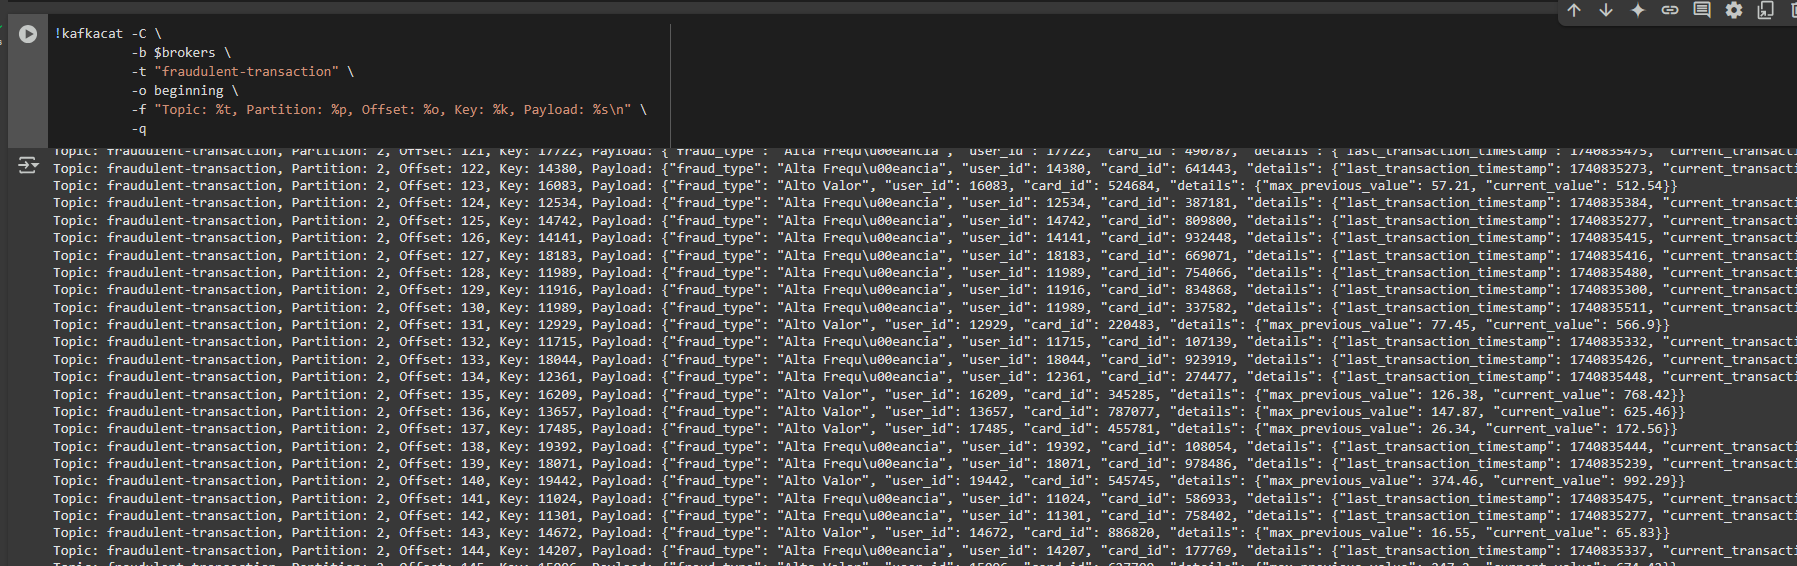 !kafkacat -C \
-b $brokers \
-t "fraudulent-transaction" \
-o beginning \
-f "Topic: %t, Partition: %p, Offset: %o, Key: %k, Payload: %s\n" \
-q
Topic: fraudulent-transaction, Partition: 2, Offset: 121, Key: 17722, Payload: {"fraud_type": "Alta Frequ\u00eancia", "user_id": 17722, "card_id": 490787, "details": {"last_transaction_timestamp": 1740835475, "current_transacti
Topic: fraudulent-transaction, Partition: 2, Offset: 122, Key: 14380, Payload: {"fraud_type": "Alta Frequ\u00eancia", "user_id": 14380, "card_id": 641443, "details": {"last_transaction_timestamp": 1740835273, "current_transacti
Topic: fraudulent-transaction, Partition: 2, Offset: 123, Key: 16083, Payload: {"fraud_type": "Alto Valor", "user_id": 16083, "card_id": 524684, "details": {"max_previous_value": 57.21, "current_value": 512.54}}
Topic: fraudulent-transaction, Partition: 2, Offset: 124, Key: 12534, Payload: {"fraud_type": "Alta Frequ\u00eancia", "user_id": 12534, "card_id": 387181, "details": {"last_transaction_timestamp": 1740835384, "current_transacti
Topic: fraudulent-transaction, Partition: 2, Offset: 125, Key: 14742, Payload: {"fraud_type": "Alta Frequ\u00eancia", "user_id": 14742, "card_id": 809800, "details": {"last_transaction_timestamp": 1740835277, "current_transacti
Topic: fraudulent-transaction, Partition: 2, Offset: 126, Key: 14141, Payload: {"fraud_type": "Alta Frequ\u00eancia", "user_id": 14141, "card_id": 932448, "details": {"last_transaction_timestamp": 1740835415, "current_transacti
Topic: fraudulent-transaction, Partition: 2, Offset: 127, Key: 18183, Payload: {"fraud_type": "Alta Frequ\u00eancia", "user_id": 18183, "card_id": 669071, "details": {"last_transaction_timestamp": 1740835416, "current_transacti
Topic: fraudulent-transaction, Partition: 2, Offset: 128, Key: 11989, Payload: {"fraud_type": "Alta Frequ\u00eancia", "user_id": 11989, "card_id": 754066, "details": {"last_transaction_timestamp": 1740835480, "current_transacti
Topic: fraudulent-transaction, Partition: 2, Offset: 129, Key: 11916, Payload: {"fraud_type": "Alta Frequ\u00eancia", "user_id": 11916, "card_id": 834868, "details": {"last_transaction_timestamp": 1740835300, "current_transacti
Topic: fraudulent-transaction, Partition: 2, Offset: 130, Key: 11989, Payload: {"fraud_type": "Alta Frequ\u00eancia", "user_id": 11989, "card_id": 337582, "details": {"last_transaction_timestamp": 1740835511, "current_transacti
Topic: fraudulent-transaction, Partition: 2, Offset: 131, Key: 12929, Payload: {"fraud_type": "Alto Valor", "user_id": 12929, "card_id": 220483, "details": {"max_previous_value": 77.45, "current_value": 566.9}}
Topic: fraudulent-transaction, Partition: 2, Offset: 132, Key: 11715, Payload: {"fraud_type": "Alta Frequ\u00eancia", "user_id": 11715, "card_id": 107139, "details": {"last_transaction_timestamp": 1740835332, "current_transacti
Topic: fraudulent-transaction, Partition: 2, Offset: 133, Key: 18044, Payload: {"fraud_type": "Alta Frequ\u00eancia", "user_id": 18044, "card_id": 923919, "details": {"last_transaction_timestamp": 1740835426, "current_transacti
Topic: fraudulent-transaction, Partition: 2, Offset: 134, Key: 12361, Payload: {"fraud_type": "Alta Frequ\u00eancia", "user_id": 12361, "card_id": 274477, "details": {"last_transaction_timestamp": 1740835448, "current_transacti
Topic: fraudulent-transaction, Partition: 2, Offset: 135, Key: 16209, Payload: {"fraud_type": "Alto Valor", "user_id": 16209, "card_id": 345285, "details": {"max_previous_value": 126.38, "current_value": 768.42}}
Topic: fraudulent-transaction, Partition: 2, Offset: 136, Key: 13657, Payload: {"fraud_type": "Alto Valor", "user_id": 13657, "card_id": 787077, "details": {"max_previous_value": 147.87, "current_value": 625.46}}
Topic: fraudulent-transaction, Partition: 2, Offset: 137, Key: 17485, Payload: {"fraud_type": "Alto Valor", "user_id": 17485, "card_id": 455781, "details": {"max_previous_value": 26.34, "current_value": 172.56}}
Topic: fraudulent-transaction, Partition: 2, Offset: 138, Key: 19392, Payload: {"fraud_type": "Alta Frequ\u00eancia", "user_id": 19392, "card_id": 108054, "details": {"last_transaction_timestamp": 1740835444, "current_transacti
Topic: fraudulent-transaction, Partition: 2, Offset: 139, Key: 18071, Payload: {"fraud_type": "Alta Frequ\u00eancia", "user_id": 18071, "card_id": 978486, "details": {"last_transaction_timestamp": 1740835239, "current_transacti
Topic: fraudulent-transaction, Partition: 2, Offset: 140, Key: 19442, Payload: {"fraud_type": "Alto Valor", "user_id": 19442, "card_id": 545745, "details": {"max_previous_value": 374.46, "current_value": 992.29}}
Topic: fraudulent-transaction, Partition: 2, Offset: 141, Key: 11024, Payload: {"fraud_type": "Alta Frequ\u00eancia", "user_id": 11024, "card_id": 586933, "details": {"last_transaction_timestamp": 1740835475, "current_transacti
Topic: fraudulent-transaction, Partition: 2, Offset: 142, Key: 11301, Payload: {"fraud_type": "Alta Frequ\u00eancia", "user_id": 11301, "card_id": 758402, "details": {"last_transaction_timestamp": 1740835277, "current_transacti
Topic: fraudulent-transaction, Partition: 2, Offset: 143, Key: 14672, Payload: {"fraud_type": "Alto Valor", "user_id": 14672, "card_id": 886820, "details": {"max_previous_value": 16.55, "current_value": 65.83}}
Topic: fraudulent-transaction, Partition: 2, Offset: 144, Key: 14207, Payload: {"fraud_type": "Alta Frequ\u00eancia", "user_id": 14207, "card_id": 177769, "details": {"last_transaction_timestamp": 1740835337, "current_transacti